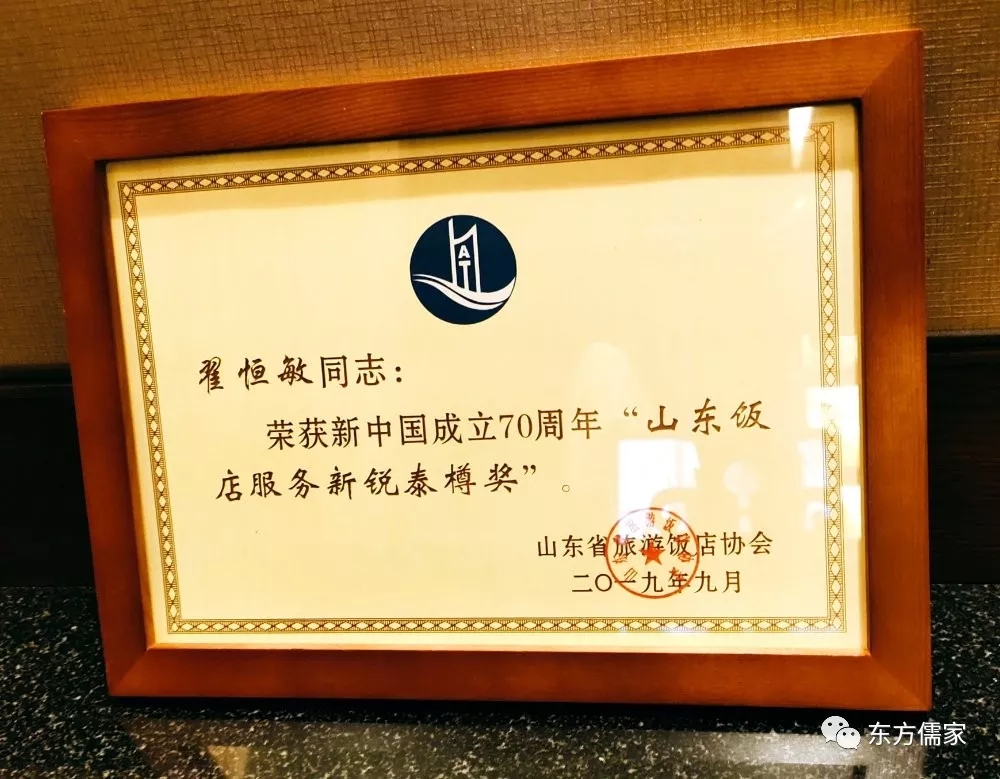 AT
翟恒敏同志：
荣获新中国成立70周年“山东饭
店服务新锐泰樽奖”。
山东省旅游饭店协会
二〇一九年九月
东方儒家